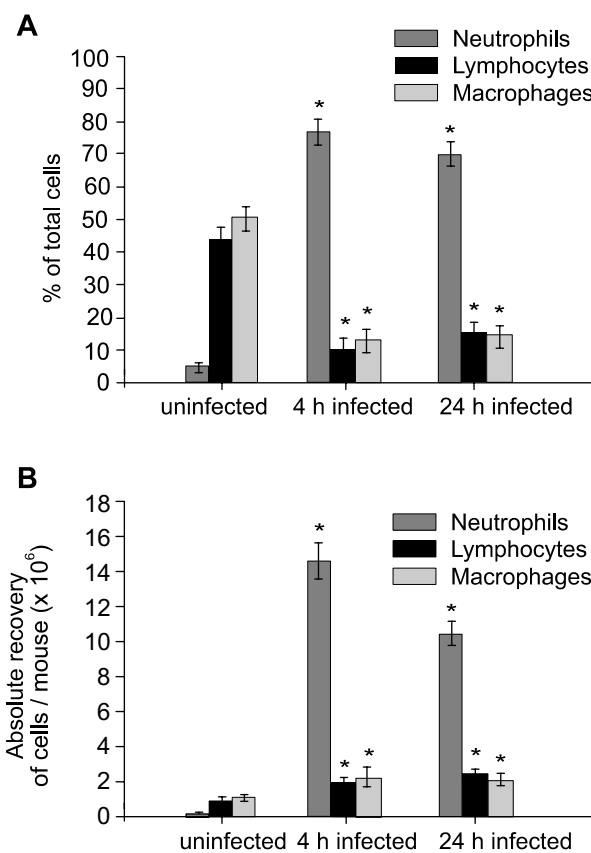 A
Neutrophils
Lymphocytes
Macrophages
% of total cells
100
90
80
70
60
50
40
30
20
10
0
*
*
*
*
*
*
uninfected 4 h infected 24 h infected
B
Neutrophils
Lymphocytes
Macrophages
Absolute recovery
of cells / mouse (x 10⁶)
18
16
14
12
10
8
6
4
2
0
*
*
*
*
*
*
uninfected 4 h infected 24 h infected